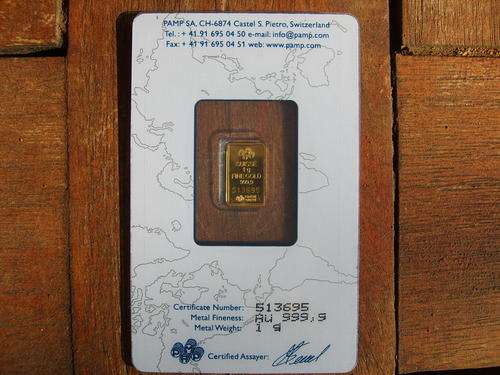 PAMP SA, CH-6874 Castel S. Pietro, Switzerland
Tel. : + 41.91 695 04 50 e-mail: info@pamp.com
Fax: + 41 91 695 04 51 web: www.pamp.com
SUISSE
1g
FINE GOLD
999,9
513695
Certificate Number: 513695
Metal Fineness: Au 999,9
Metal Weight: 1 g
PAMP
Certified Assayer: